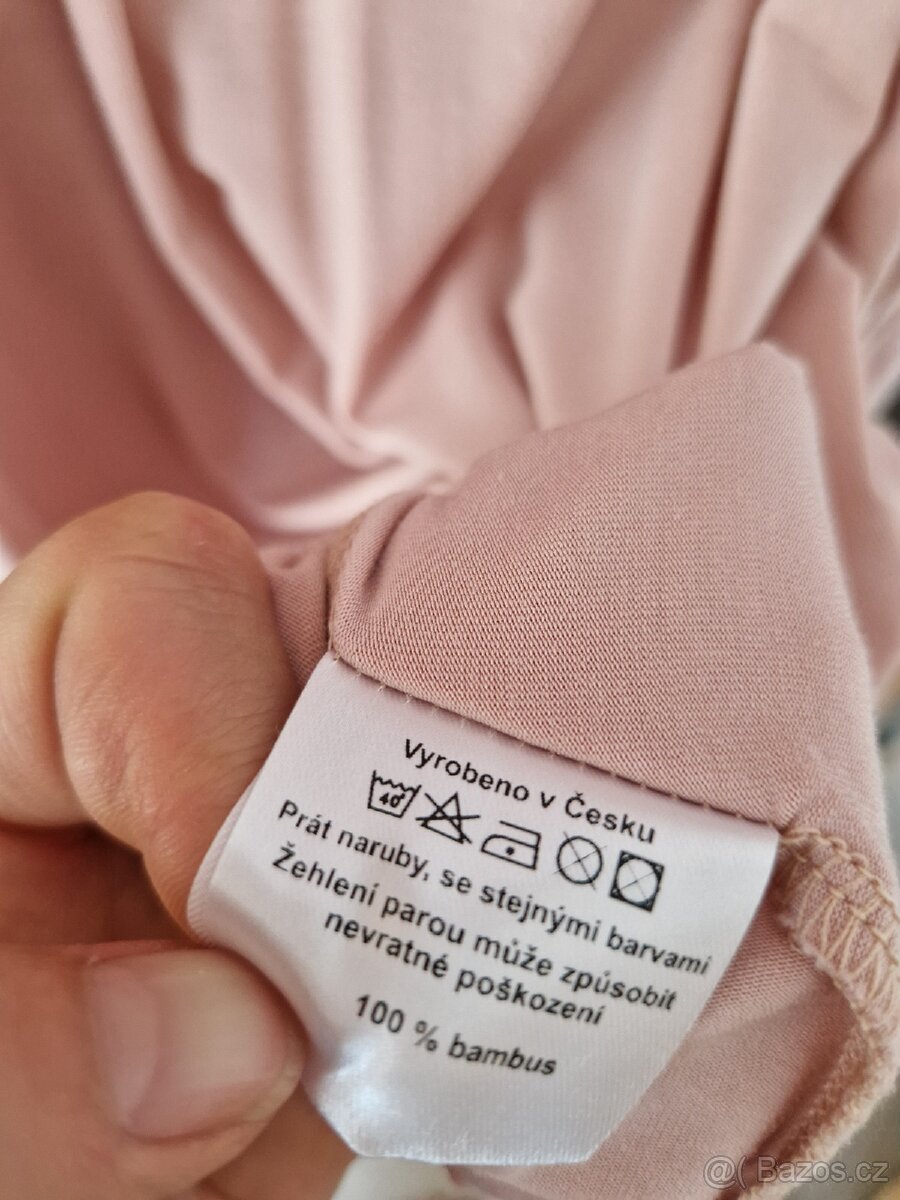 Vyrobeno v Česku
40°
Prát naruby, se stejnými barvami
Žehlení parou může způsobit
nevratné poškození
100 % bambus
@( Bazos.cz